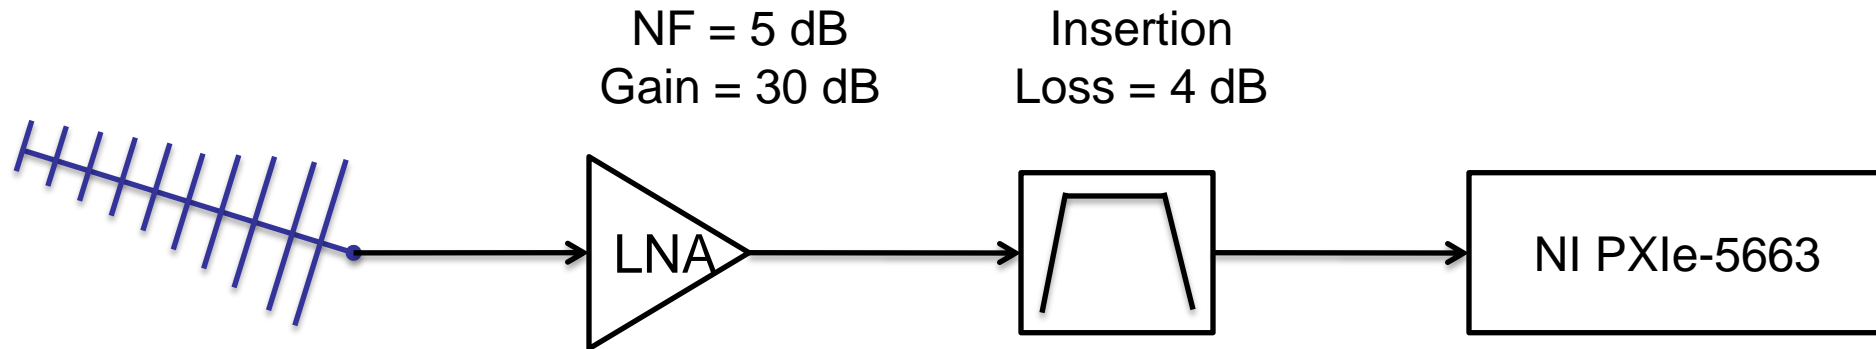 NF = 5 dB
Gain = 30 dB
Insertion
Loss = 4 dB
LNA
NI PXIe-5663